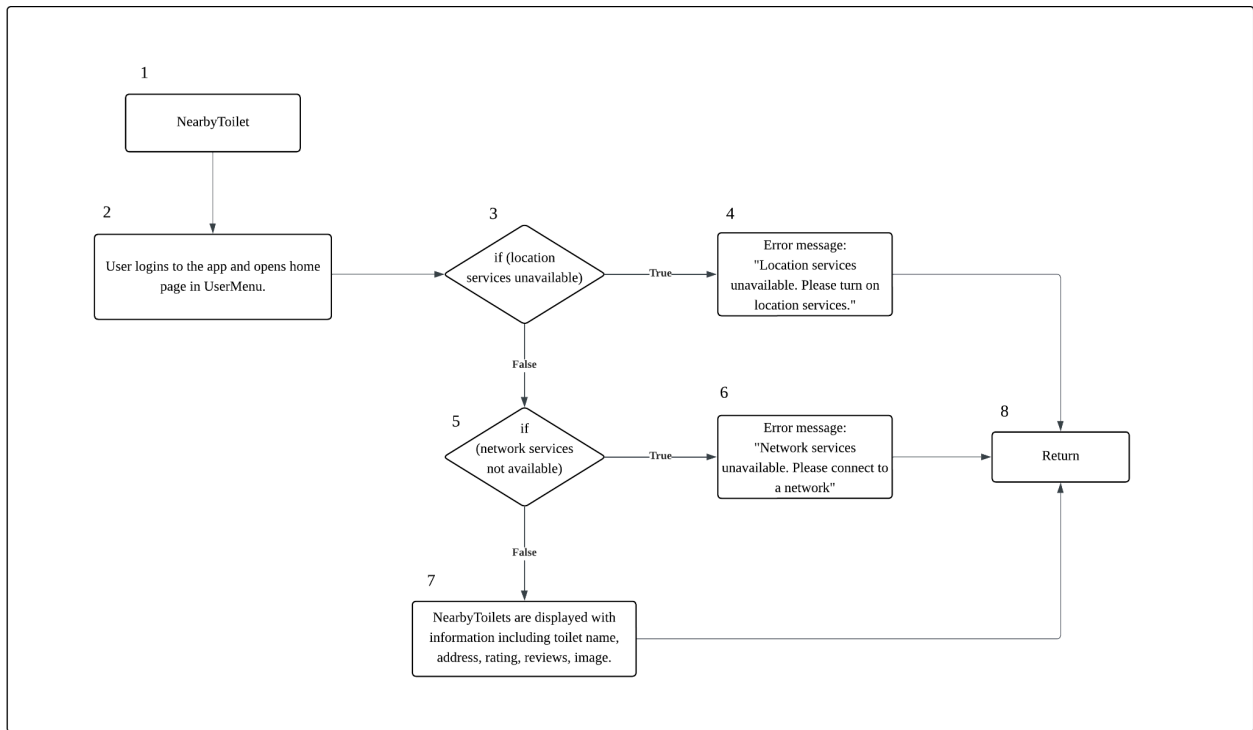 1
NearbyToilet
2
User logins to the app and opens home
page in UserMenu.
3
if (location
services unavailable)
True
4
Error message:
"Location services
unavailable. Please turn on
location services."
False
5
if
(network services
not available)
True
6
Error message:
"Network services
unavailable. Please connect to
a network"
8
Return
False
7
NearbyToilets are displayed with
information including toilet name,
address, rating, reviews, image.